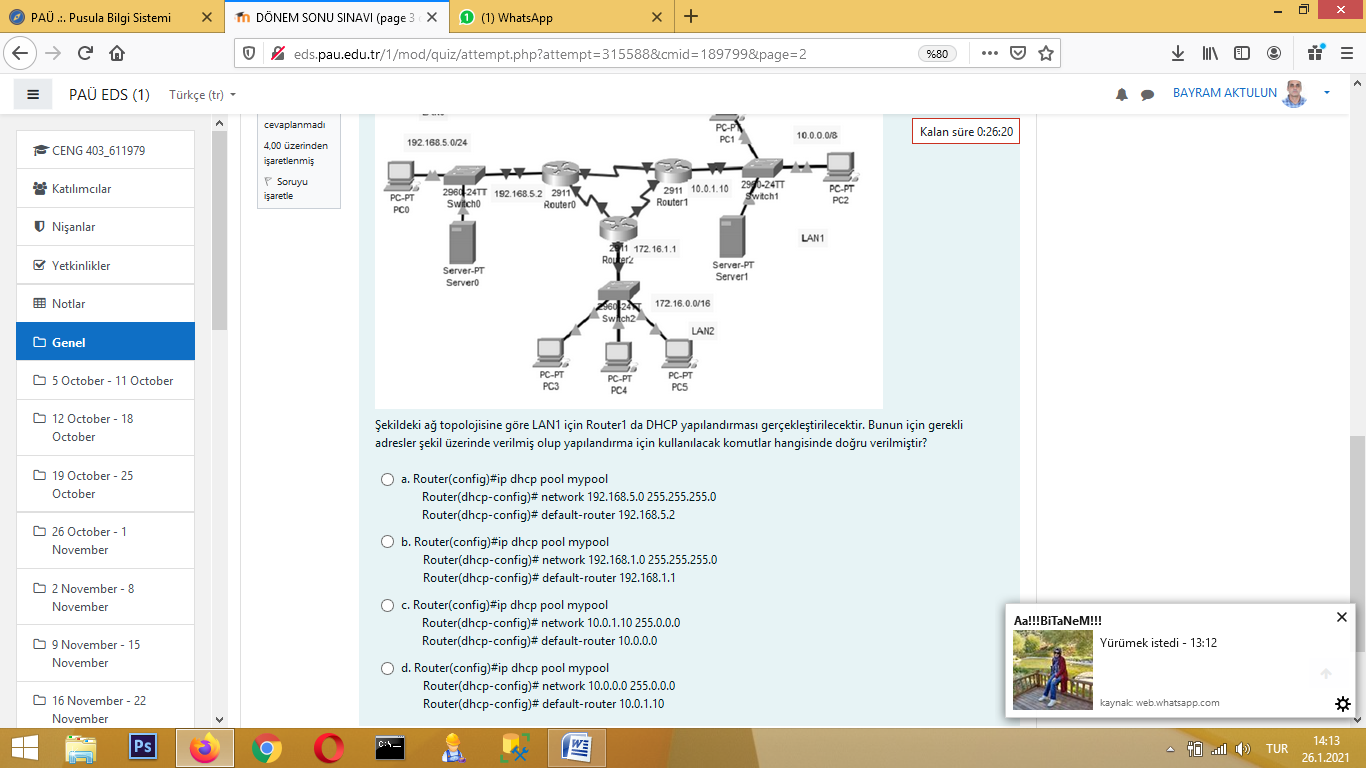 PAÜ .:. Pusula Bilgi Sistemi
DÖNEM SONU SINAVI (page 3
(1) WhatsApp
eds.pau.edu.tr/1/mod/quiz/attempt.php?attempt=315588&cmid=189799&page=2
%80
PAÜ EDS (1)
Türkçe (tr)
BAYRAM AKTULUN
CENG 403_611979
Katılımcılar
Nişanlar
Yetkinlikler
Notlar
Genel
5 October - 11 October
12 October - 18
October
19 October - 25
October
26 October - 1
November
2 November - 8
November
9 November - 15
November
16 November - 22
November
cevaplanmadı
4,00 üzerinden
işaretlenmiş
Soruyu
işaretle
Kalan süre 0:26:20
192.168.5.0/24
PC-PT
PC0
2960-24TT
Switch0
192.168.5.2
2911
Router0
2911
Router1
10.0.1.10
2960-24TT
Switch1
PC-PT
PC1
10.0.0.0/8
PC-PT
PC2
LAN1
Server-PT
Server0
Server-PT
Server1
2911
Router2
172.16.1.1
2960-24TT
Switch2
172.16.0.0/16
LAN2
PC-PT
PC3
PC-PT
PC4
PC-PT
PC5
Şekildeki ağ topolojisine göre LAN1 için Router1 da DHCP yapılandırması gerçekleştirilecektir. Bunun için gerekli
adresler şekil üzerinde verilmiş olup yapılandırma için kullanılacak komutlar hangisinde doğru verilmiştir?
a. Router(config)#ip dhcp pool mypool
Router(dhcp-config)# network 192.168.5.0 255.255.255.0
Router(dhcp-config)# default-router 192.168.5.2
b. Router(config)#ip dhcp pool mypool
Router(dhcp-config)# network 192.168.1.0 255.255.255.0
Router(dhcp-config)# default-router 192.168.1.1
c. Router(config)#ip dhcp pool mypool
Router(dhcp-config)# network 10.0.1.10 255.0.0.0
Router(dhcp-config)# default-router 10.0.0.0
d. Router(config)#ip dhcp pool mypool
Router(dhcp-config)# network 10.0.0.0 255.0.0.0
Router(dhcp-config)# default-router 10.0.1.10
Aa!!!BiTaNeM!!!
Yürümek istedi - 13:12
kaynak: web.whatsapp.com
Ps
C:\_
TUR
14:13
26.1.2021